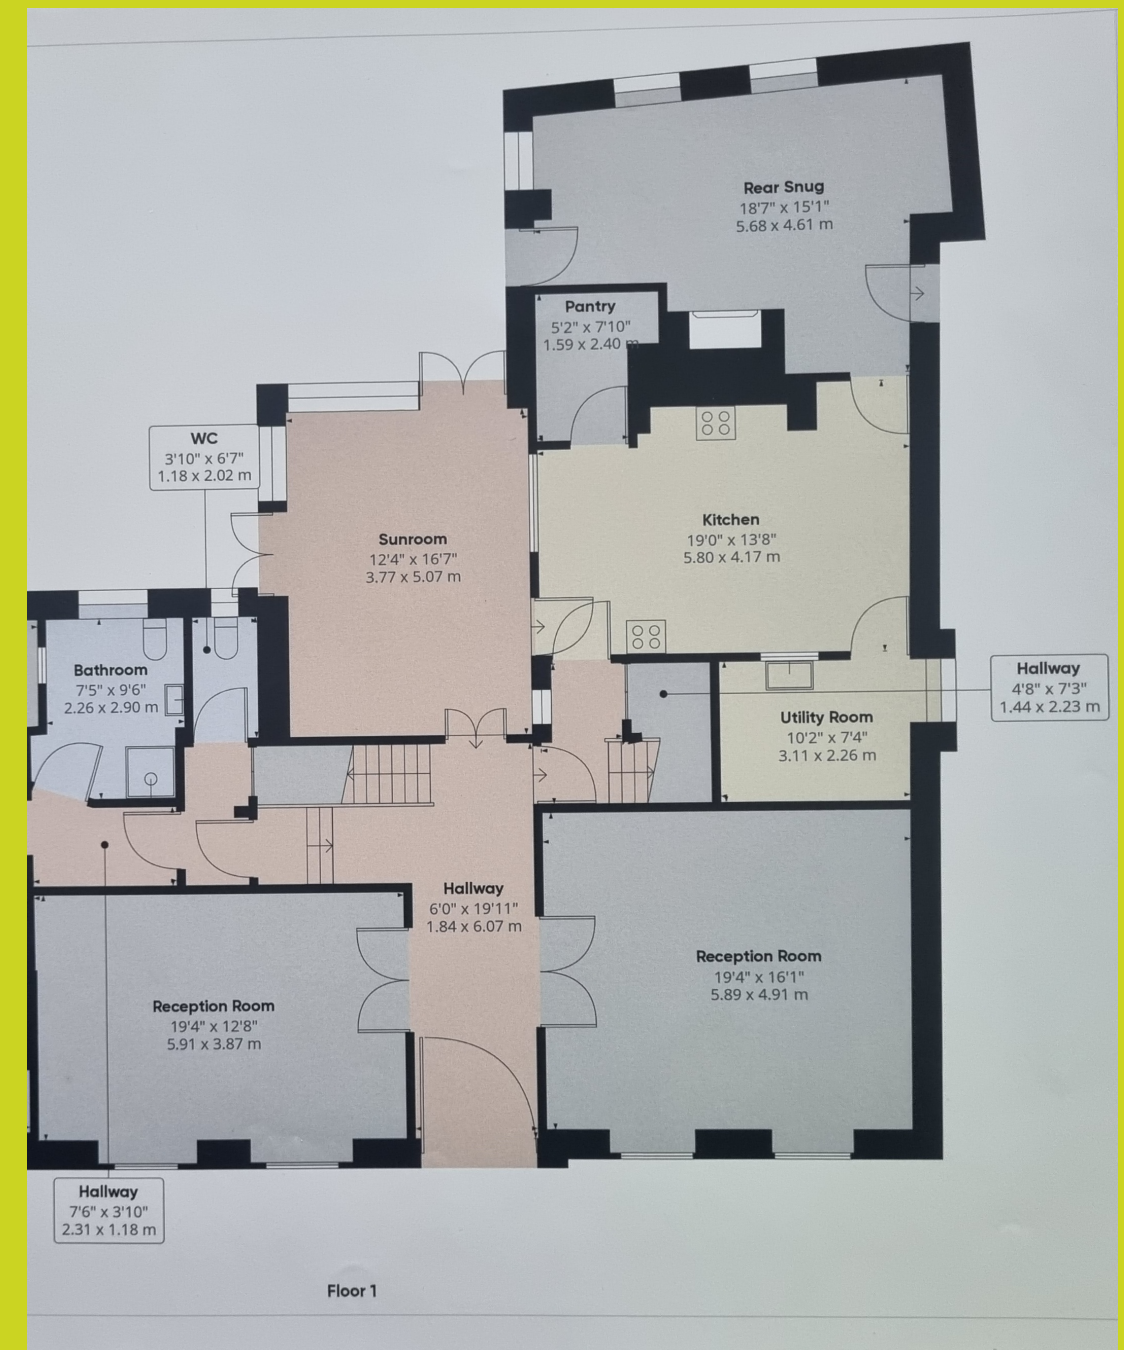 Rear Snug
18'7" x 15'1"
5.68 x 4.61 m
Pantry
5'2" x 7'10"
1.59 x 2.40 m
WC
3'10" x 6'7"
1.18 x 2.02 m
Sunroom
12'4" x 16'7"
3.77 x 5.07 m
Kitchen
19'0" x 13'8"
5.80 x 4.17 m
Bathroom
7'5" x 9'6"
2.26 x 2.90 m
Hallway
4'8" x 7'3"
1.44 x 2.23 m
Utility Room
10'2" x 7'4"
3.11 x 2.26 m
Hallway
6'0" x 19'11"
1.84 x 6.07 m
Reception Room
19'4" x 16'1"
5.89 x 4.91 m
Reception Room
19'4" x 12'8"
5.91 x 3.87 m
Hallway
7'6" x 3'10"
2.31 x 1.18 m
Floor 1